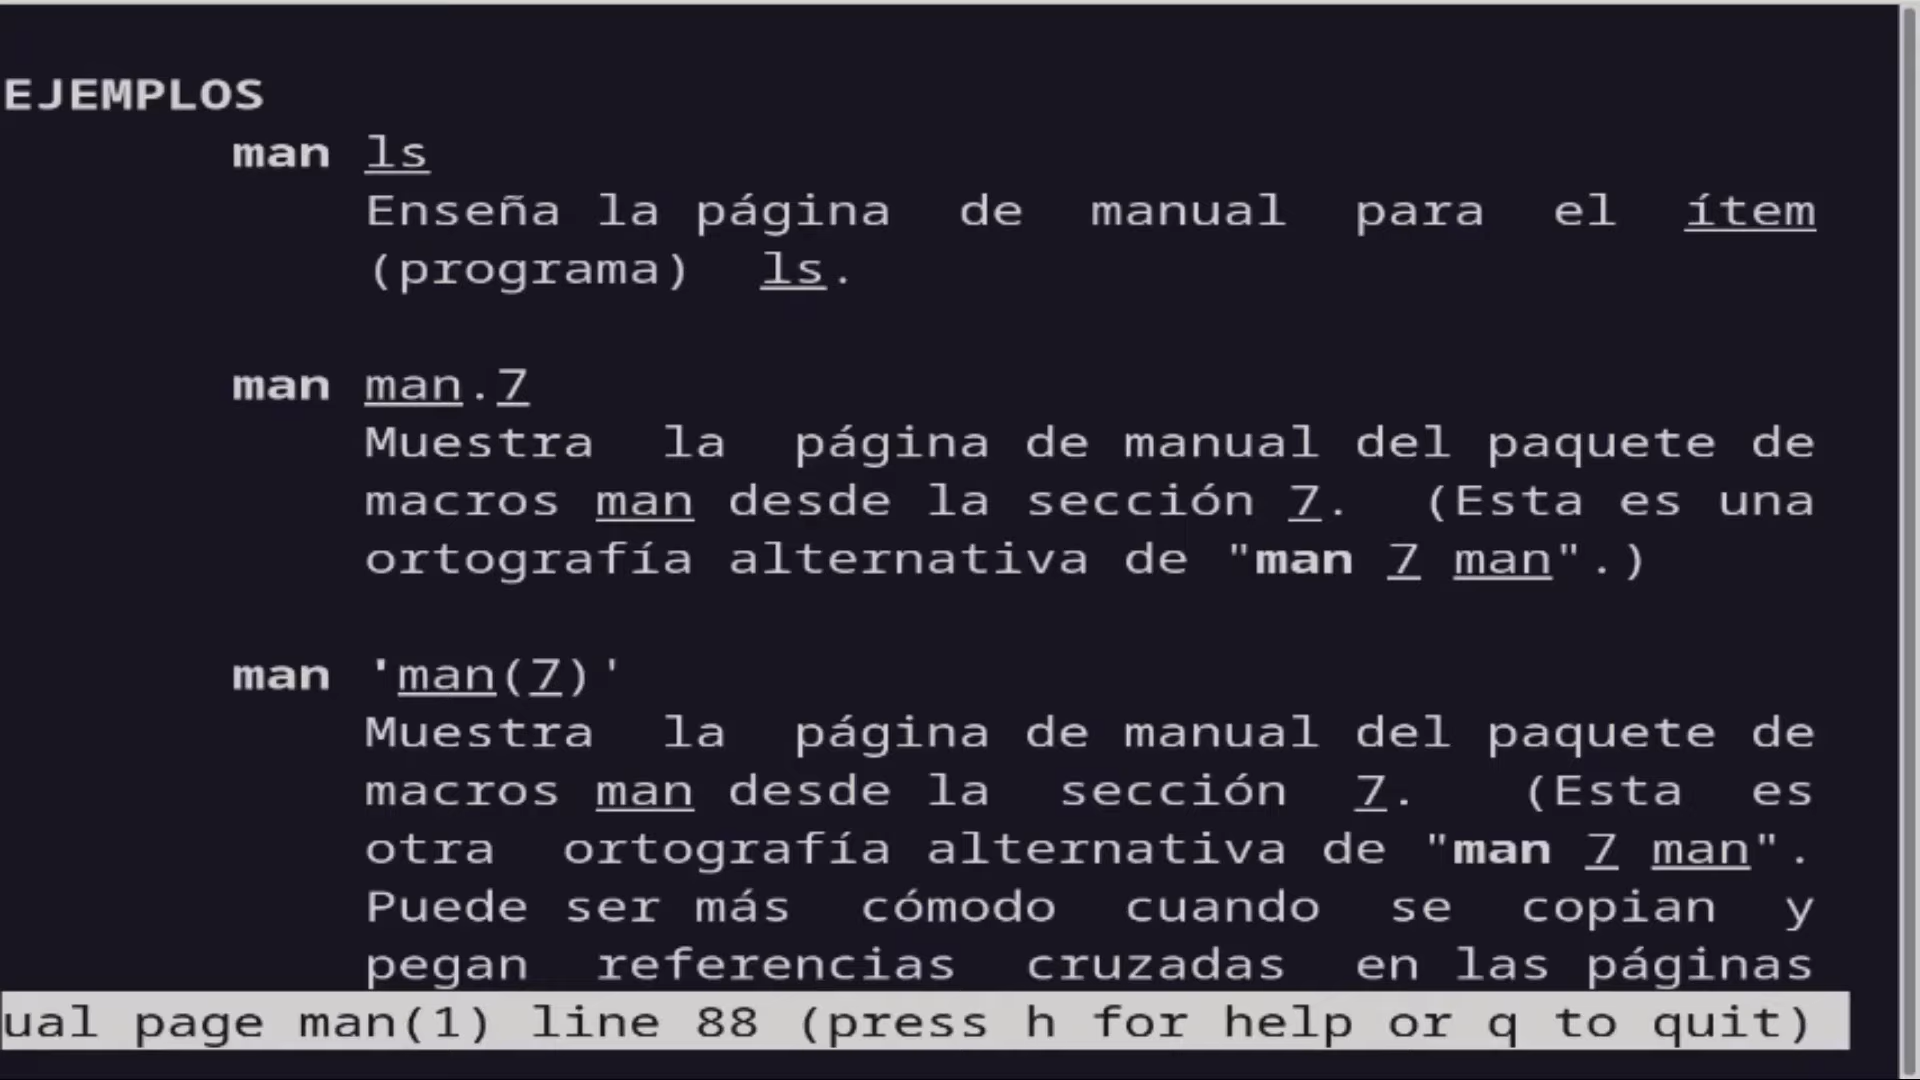 EJEMPLOS
man ls
Enseña la página de manual para el ítem
(programa) ls.
man man.7
Muestra la página de manual del paquete de
macros man desde la sección 7. (Esta es una
ortografía alternativa de "man 7 man".)
man 'man(7)'
Muestra la página de manual del paquete de
macros man desde la sección 7. (Esta es
otra ortografía alternativa de "man 7 man".
Puede ser más cómodo cuando se copian y
pegan referencias cruzadas en las páginas
ual page man(1) line 88 (press h for help or q to quit)